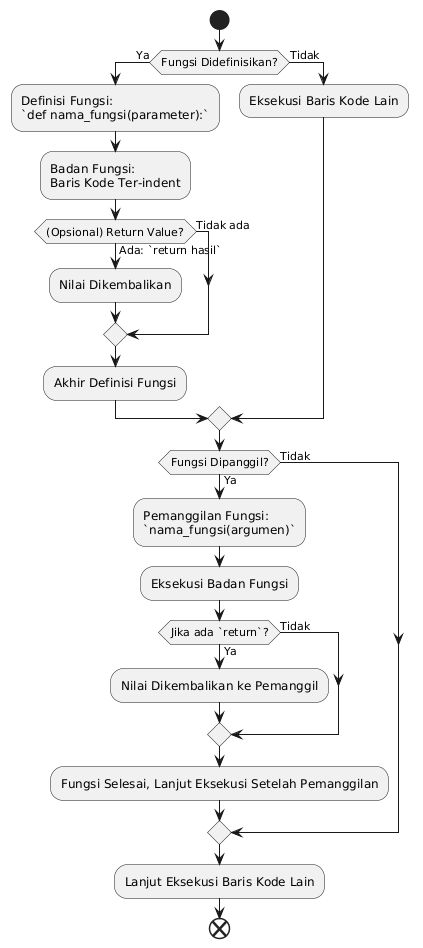 Fungsi Didefinisikan?
Ya
Tidak
Definisi Fungsi:
`def nama_fungsi(parameter):`
Eksekusi Baris Kode Lain
Badan Fungsi:
Baris Kode Ter-indent
(Opsional) Return Value?
Tidak ada
Ada: `return hasil`
Nilai Dikembalikan
Akhir Definisi Fungsi
Fungsi Dipanggil?
Tidak
Ya
Pemanggilan Fungsi:
`nama_fungsi(argumen)`
Eksekusi Badan Fungsi
Jika ada `return`?
Tidak
Ya
Nilai Dikembalikan ke Pemanggil
Fungsi Selesai, Lanjut Eksekusi Setelah Pemanggilan
Lanjut Eksekusi Baris Kode Lain